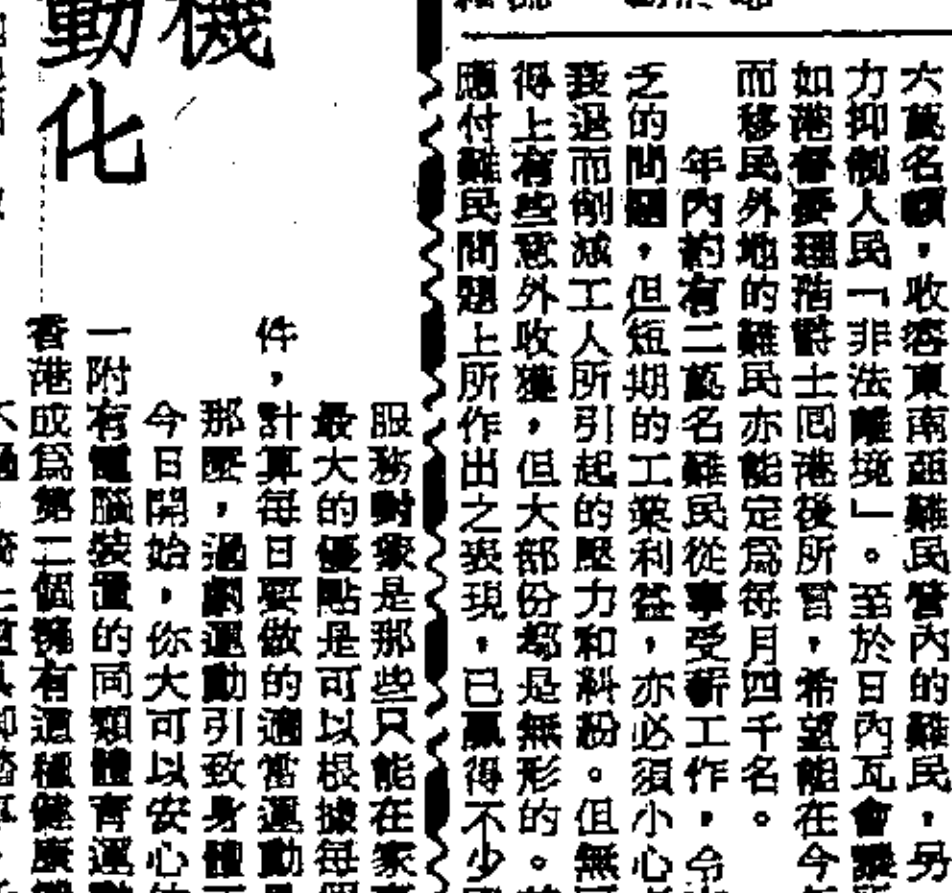 六萬名額，收容東南亞難民營內的難民，另
力抑制人民「非法離境」。至於日內瓦會議
如港督麥理浩爵士囘港後所言，希望能在今
而移民外地的難民亦能定爲每月四千名。
年內約有二萬名難民從事受薪工作，令
乏的問題，但短期的工業利益，亦必須小心
衰退而削減工人所引起的壓力和糾紛。但無
得上有些意外收獲，但大部份都是無形的。
應付難民問題上所作出之表現，已贏得不少
機
動
化
服務對象是那些只能在家
最大的優點是可以根據每個
件，計算每日要做的適當運動
那麼，過劇運動引致身體
今日開始，你大可以安心
一附有電腦裝置的同類體育運動
香港成爲第二個擁有這種健康